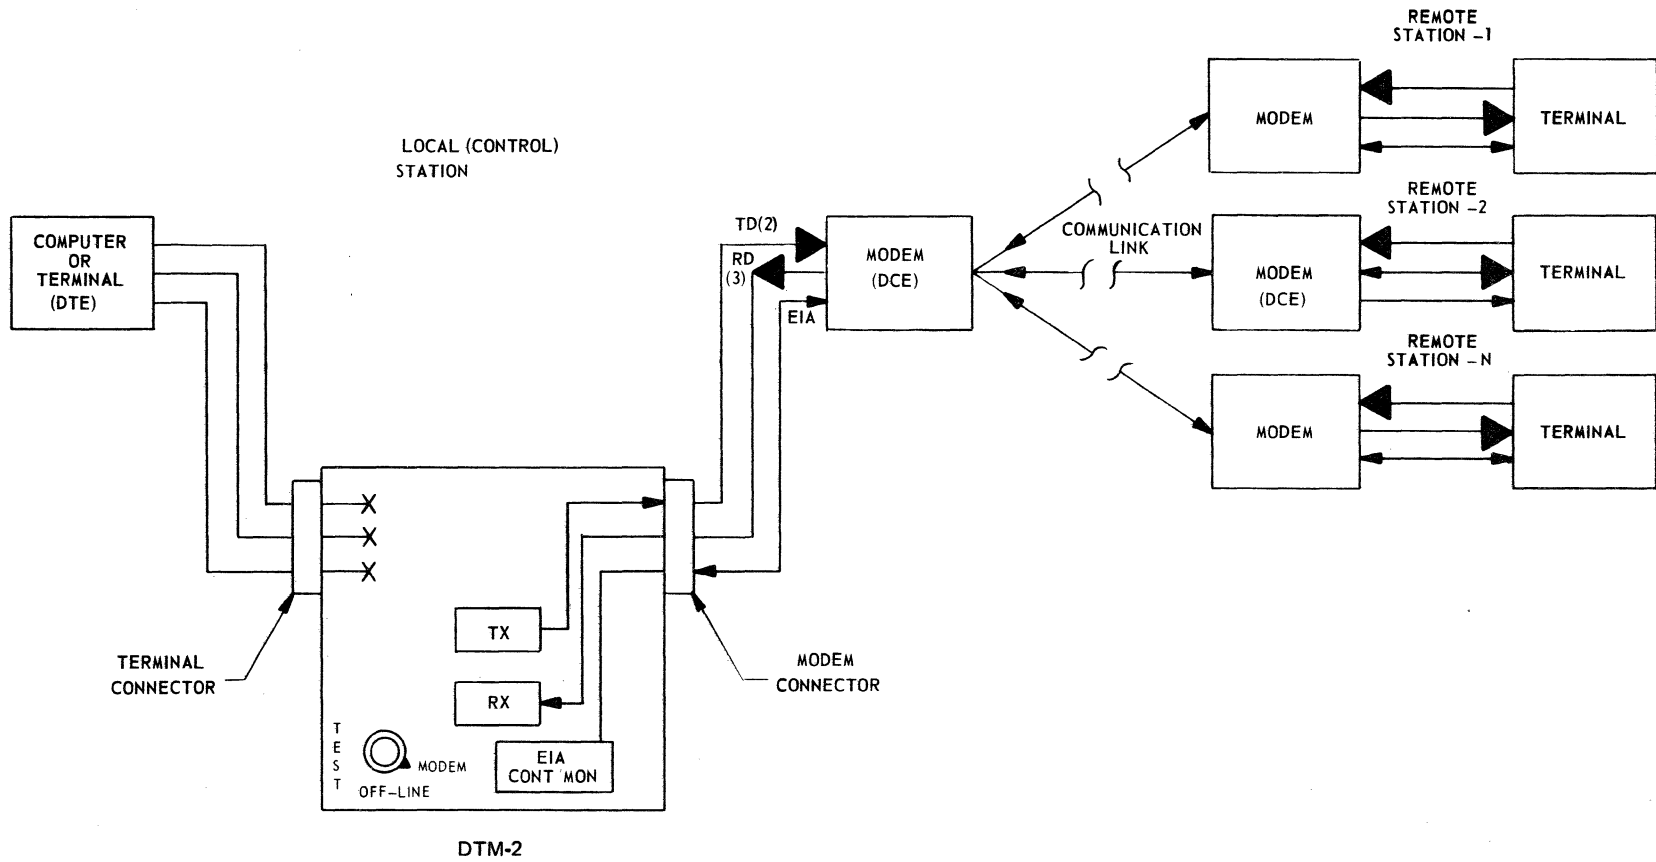 REMOTE
STATION -1
MODEM
TERMINAL
LOCAL (CONTROL)
STATION
REMOTE
STATION -2
COMPUTER
OR
TERMINAL
(DTE)
TD(2)
RD
(3)
EIA
MODEM
(DCE)
COMMUNICATION
LINK
MODEM
(DCE)
TERMINAL
REMOTE
STATION -N
MODEM
TERMINAL
TERMINAL
CONNECTOR
TX
RX
EIA
CONT MON
TEST
MODEM
OFF-LINE
MODEM
CONNECTOR
DTM-2